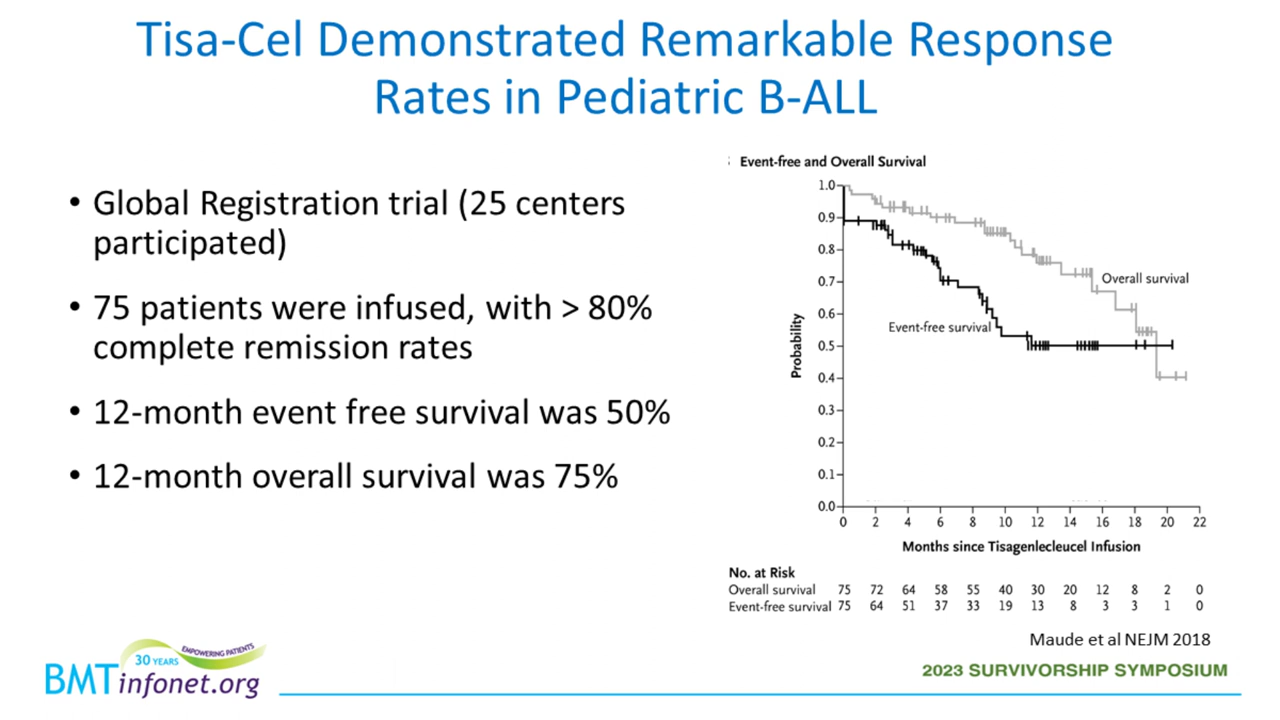 Tisa-Cel Demonstrated Remarkable Response
Rates in Pediatric B-ALL
• Global Registration trial (25 centers
participated)
• 75 patients were infused, with > 80%
complete remission rates
• 12-month event free survival was 50%
• 12-month overall survival was 75%
Event-free and Overall Survival
Probability
1.0
0.9
0.8
0.7
0.6
0.5
0.4
0.3
0.2
0.1
0.0
Overall survival
Event-free survival
0 2 4 6 8 10 12 14 16 18 20 22
Months since Tisagenlecleucel Infusion
No. at Risk
Overall survival 75 72 64 58 55 40 30 20 12 8 2 0
Event-free survival 75 64 51 37 33 19 13 8 3 3 1 0
Maude et al NEJM 2018
30 YEARS
EMPOWERING PATIENTS
BMTinfonet.org
2023 SURVIVORSHIP SYMPOSIUM